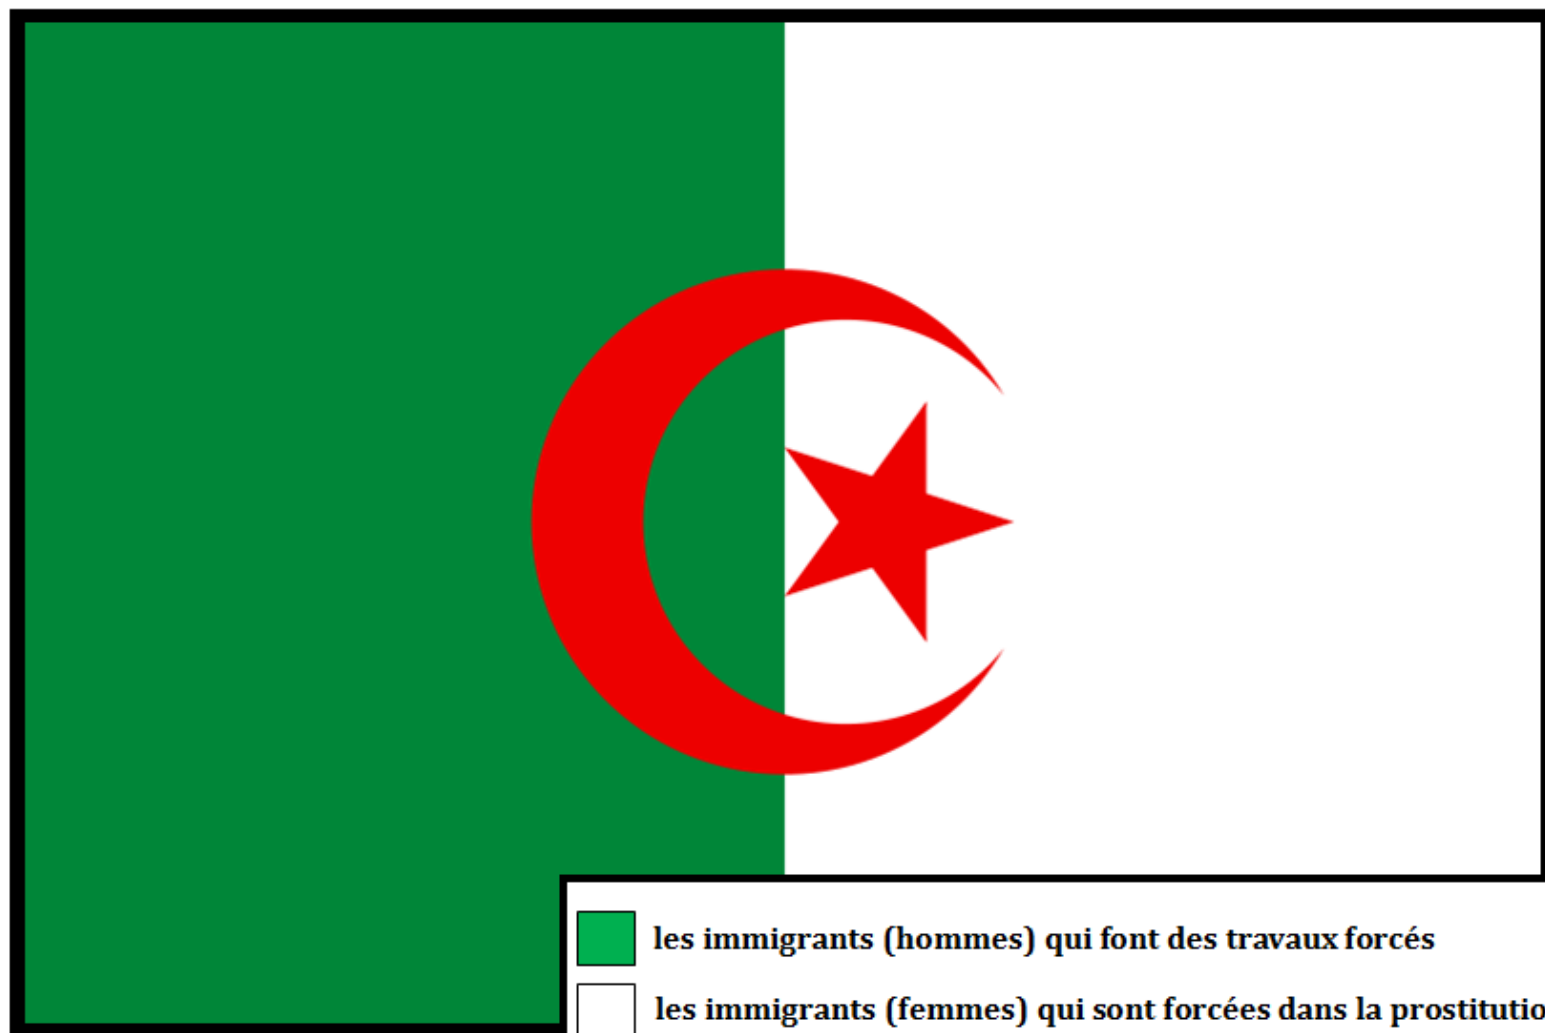 les immigrants (hommes) qui font des travaux forcés
les immigrants (femmes) qui sont forcées dans la prostitutio